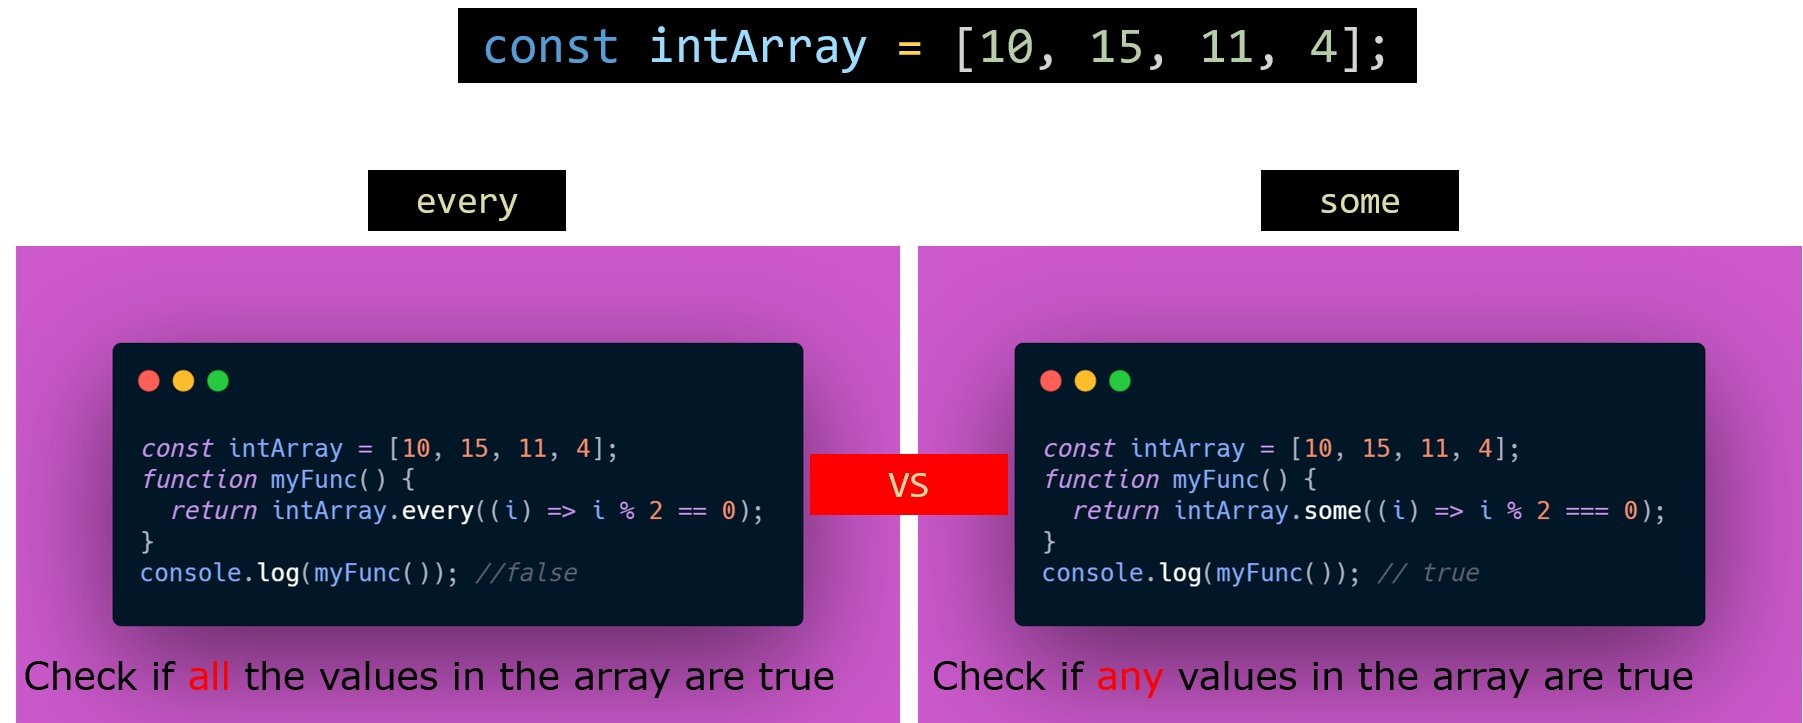 const intArray = [10, 15, 11, 4];
every
some
const intArray = [10, 15, 11, 4];
function myFunc() {
  return intArray.every((i) => i % 2 == 0);
}
console.log(myFunc()); //false
Check if all the values in the array are true
VS
const intArray = [10, 15, 11, 4];
function myFunc() {
  return intArray.some((i) => i % 2 === 0);
}
console.log(myFunc()); // true
Check if any values in the array are true